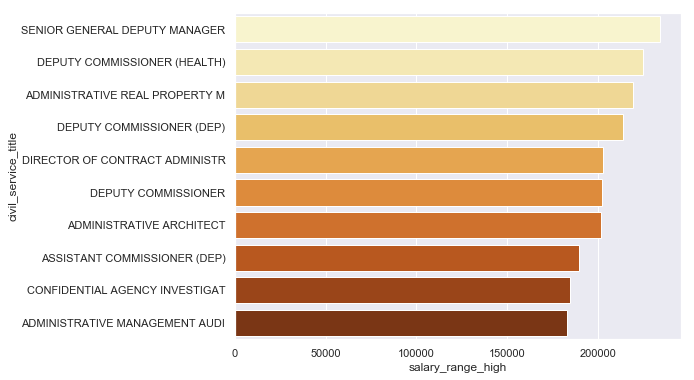 SENIOR GENERAL DEPUTY MANAGER
DEPUTY COMMISSIONER (HEALTH)
ADMINISTRATIVE REAL PROPERTY M
DEPUTY COMMISSIONER (DEP)
DIRECTOR OF CONTRACT ADMINISTR
DEPUTY COMMISSIONER
ADMINISTRATIVE ARCHITECT
ASSISTANT COMMISSIONER (DEP)
CONFIDENTIAL AGENCY INVESTIGAT
ADMINISTRATIVE MANAGEMENT AUDI
civil_service_title
0 50000 100000 150000 200000
salary_range_high